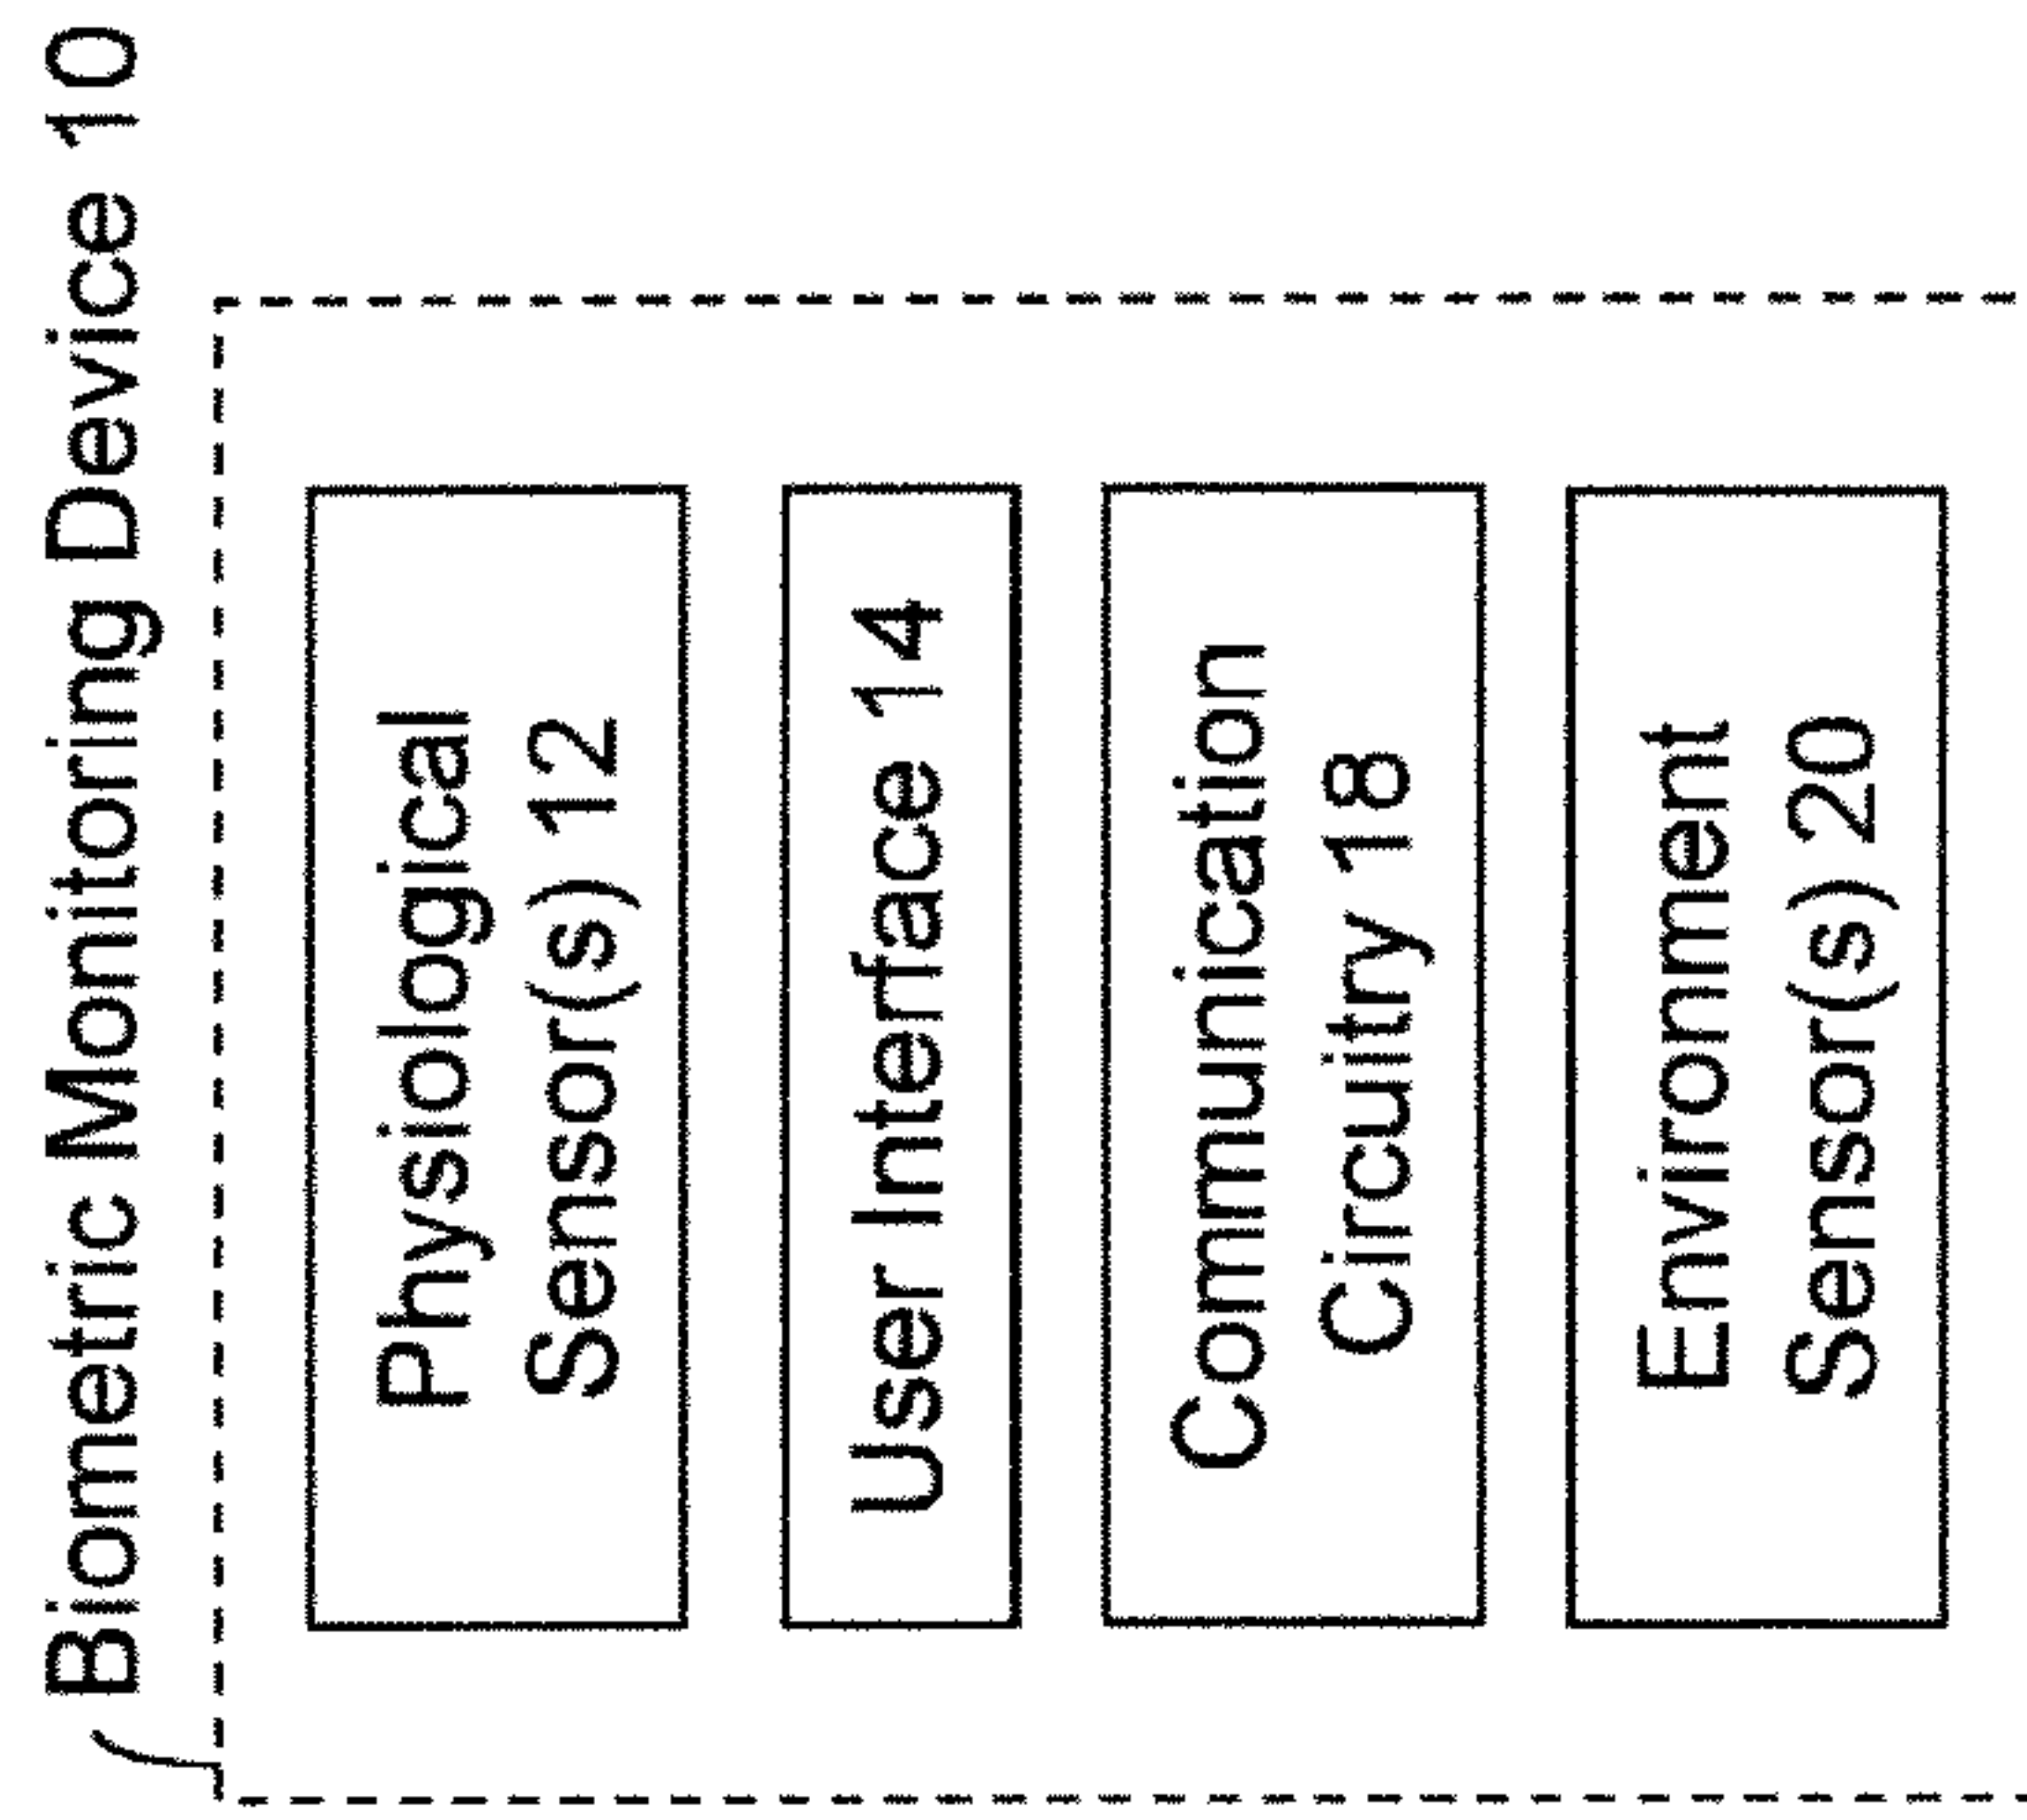 Biometric Monitoring Device 10
Physiological
Sensor(s) 12
User Interface 14
Communication
Circuitry 18
Environment
Sensor(s) 20